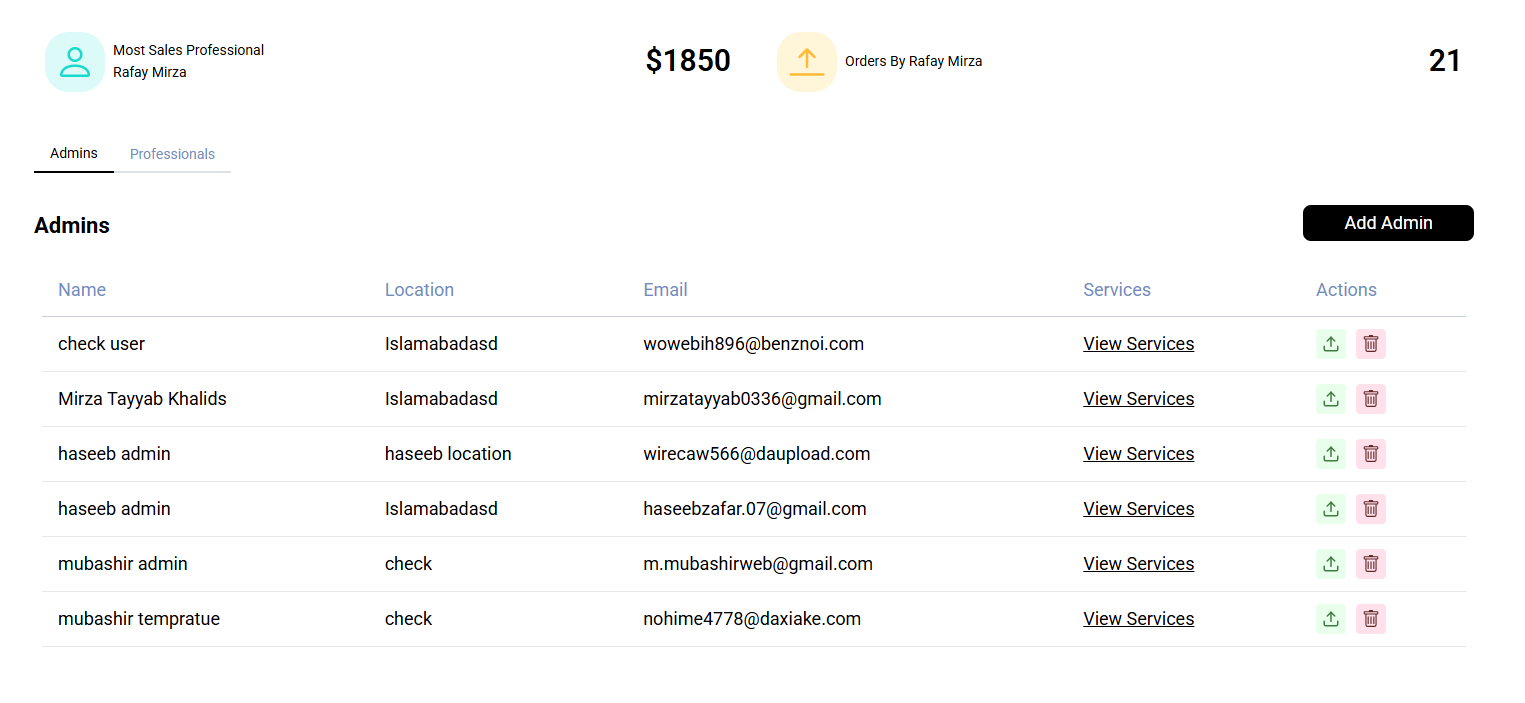 Most Sales Professional
Rafay Mirza
$1850
Orders By Rafay Mirza
21
Admins
Professionals
Admins
Add Admin
Name Location Email Services Actions
check user Islamabadasd wowebih896@benznoi.com View Services
Mirza Tayyab Khalids Islamabadasd mirzatayyab0336@gmail.com View Services
haseeb admin haseeb location wirecaw566@daupload.com View Services
haseeb admin Islamabadasd haseebzafar.07@gmail.com View Services
mubashir admin check m.mubashirweb@gmail.com View Services
mubashir tempratue check nohime4778@daxiake.com View Services